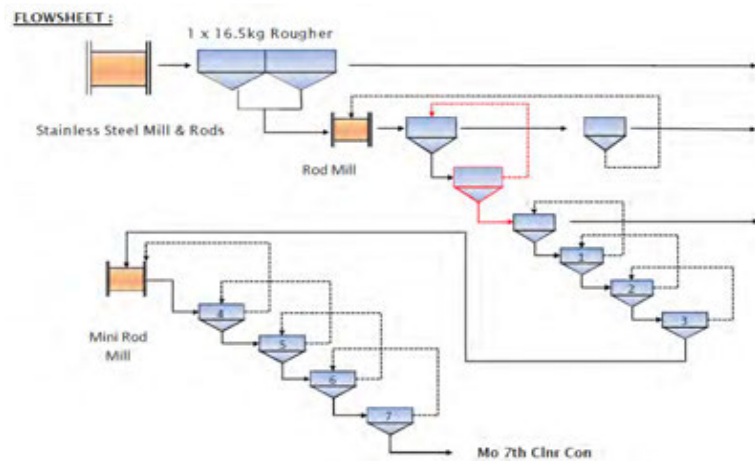 FLOWSHEET :
1 x 16.5kg Rougher
Stainless Steel Mill & Rods
Rod Mill
1
2
3
4
5
6
7
Mini Rod
Mill
Mo 7th Clnr Con